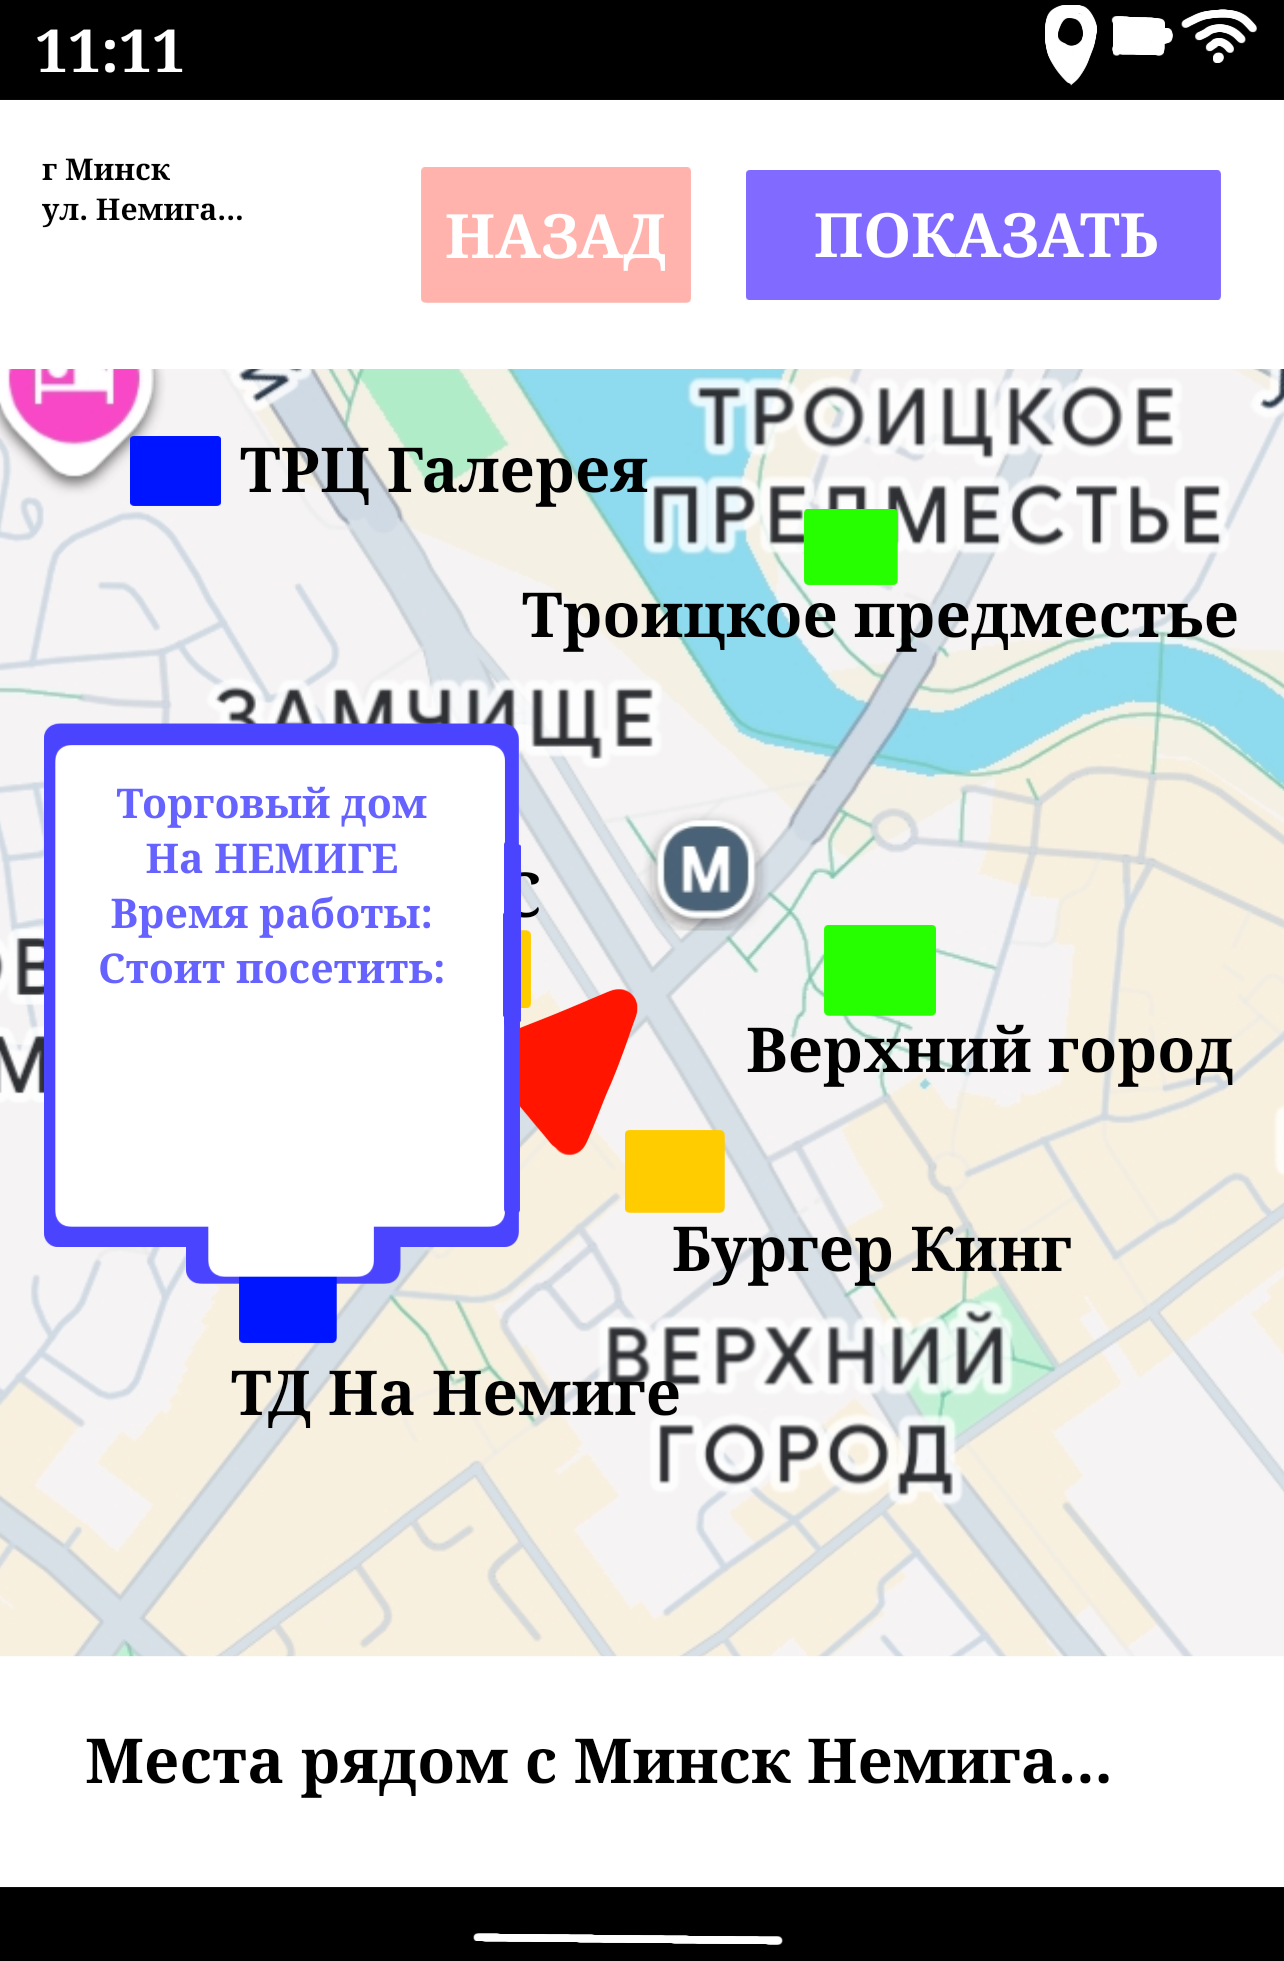 11:11
г Минск
ул. Немига...
НАЗАД
ПОКАЗАТЬ
ТРОИЦКОЕ
ПРЕДМЕСТЬЕ
ТРЦ Галерея
Троицкое предместье
ЗАМЧИЩЕ
Торговый дом
На НЕМИГЕ
Время работы:
Стоит посетить:
М
Верхний город
Бургер Кинг
ВЕРХНИЙ
ГОРОД
ТД На Немиге
Места рядом с Минск Немига...